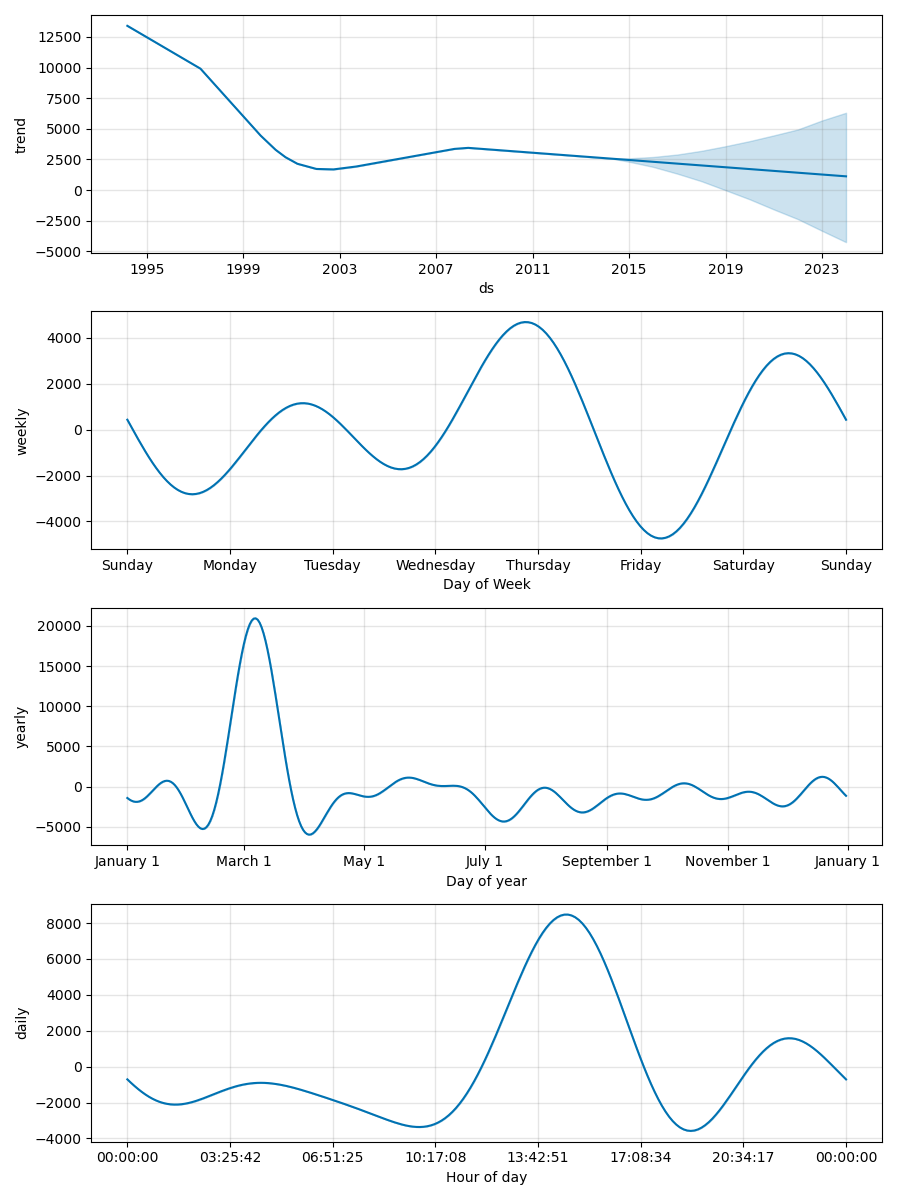 12500
10000
7500
5000
2500
0
−2500
−5000
trend
1995 1999 2003 2007 2011 2015 2019 2023
ds
4000
2000
0
−2000
−4000
weekly
Sunday Monday Tuesday Wednesday Thursday Friday Saturday Sunday
Day of Week
20000
15000
10000
5000
0
−5000
yearly
January 1 March 1 May 1 July 1 September 1 November 1 January 1
Day of year
8000
6000
4000
2000
0
−2000
−4000
daily
00:00:00 03:25:42 06:51:25 10:17:08 13:42:51 17:08:34 20:34:17 00:00:00
Hour of day